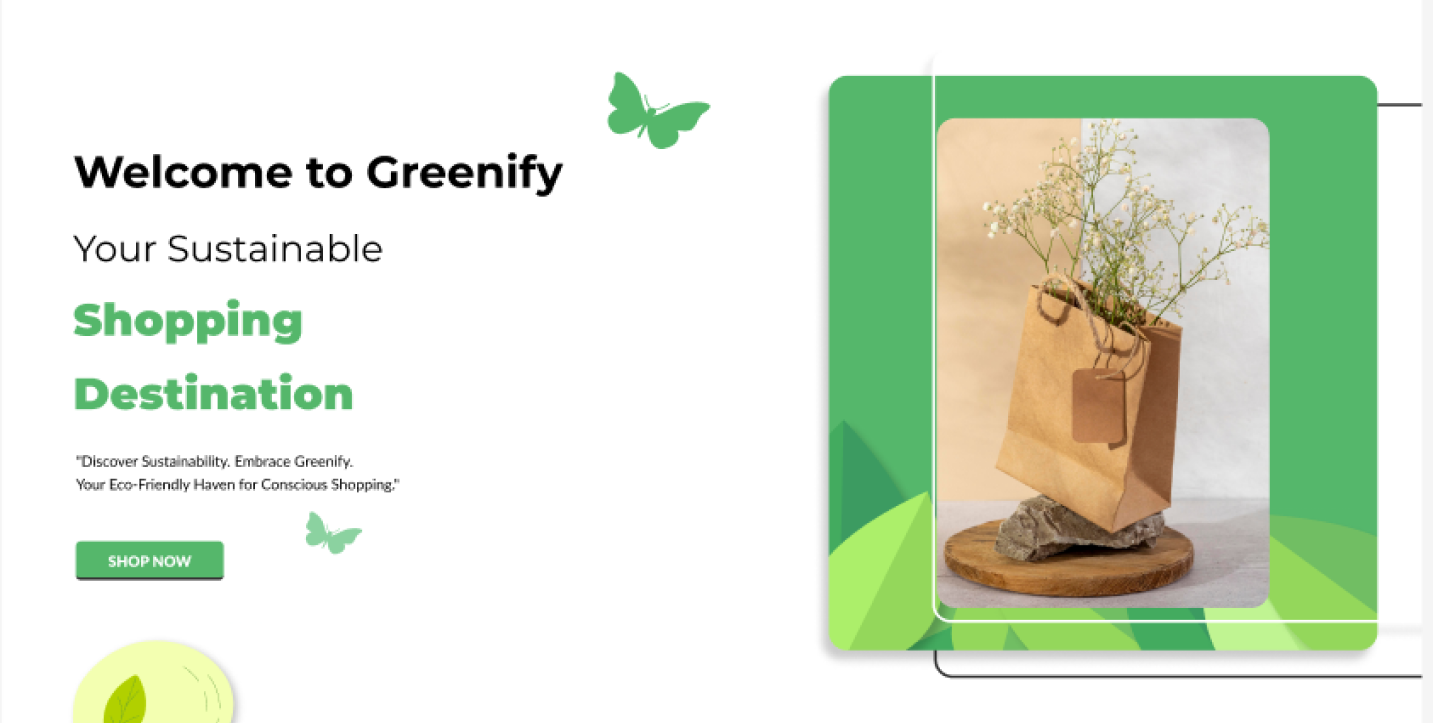 Welcome to Greenify
Your Sustainable
Shopping
Destination
"Discover Sustainability. Embrace Greenify.
Your Eco-Friendly Haven for Conscious Shopping."
SHOP NOW